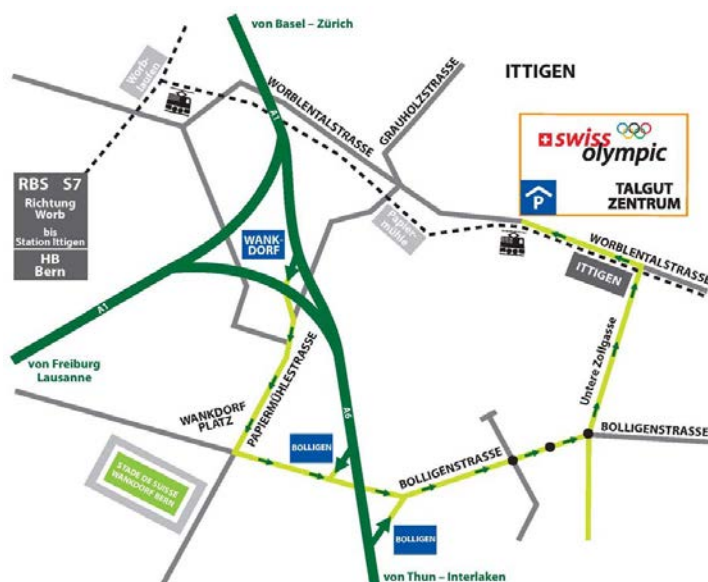 von Basel – Zürich
A1
Worb-
laufen
WORBLENTALSTRASSE
GRAUHOLZSTRASSE
ITTIGEN
swiss
olympic
P
TALGUT
ZENTRUM
RBS S7
Richtung
Worb
bis
Station Ittigen
HB
Bern
Papier-
mühle
WANK-
DORF
WORBLENTALSTRASSE
ITTIGEN
A1
von Freiburg
Lausanne
PAPIERMÜHLESTRASSE
A6
Untere Zollgasse
WANKDORF
PLATZ
BOLLIGEN
BOLLIGENSTRASSE
BOLLIGENSTRASSE
STADE DE SUISSE
WANKDORF BERN
BOLLIGEN
von Thun – Interlaken